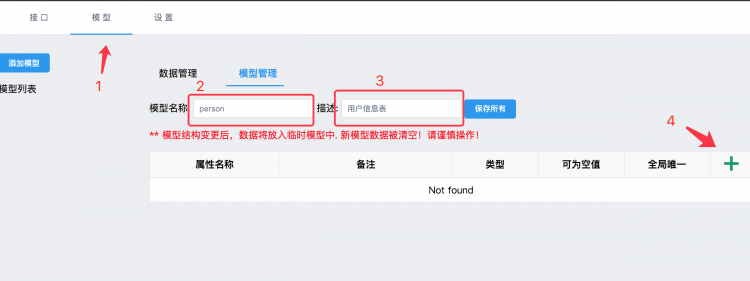 接口 模型 设置
1
添加模型
模型列表
数据管理 模型管理
2 3
模型名称 person 描述: 用户信息表 保存所有
** 模型结构变更后，数据将放入临时模型中. 新模型数据被清空！请谨慎操作！
4
属性名称 备注 类型 可为空值 全局唯一
Not found